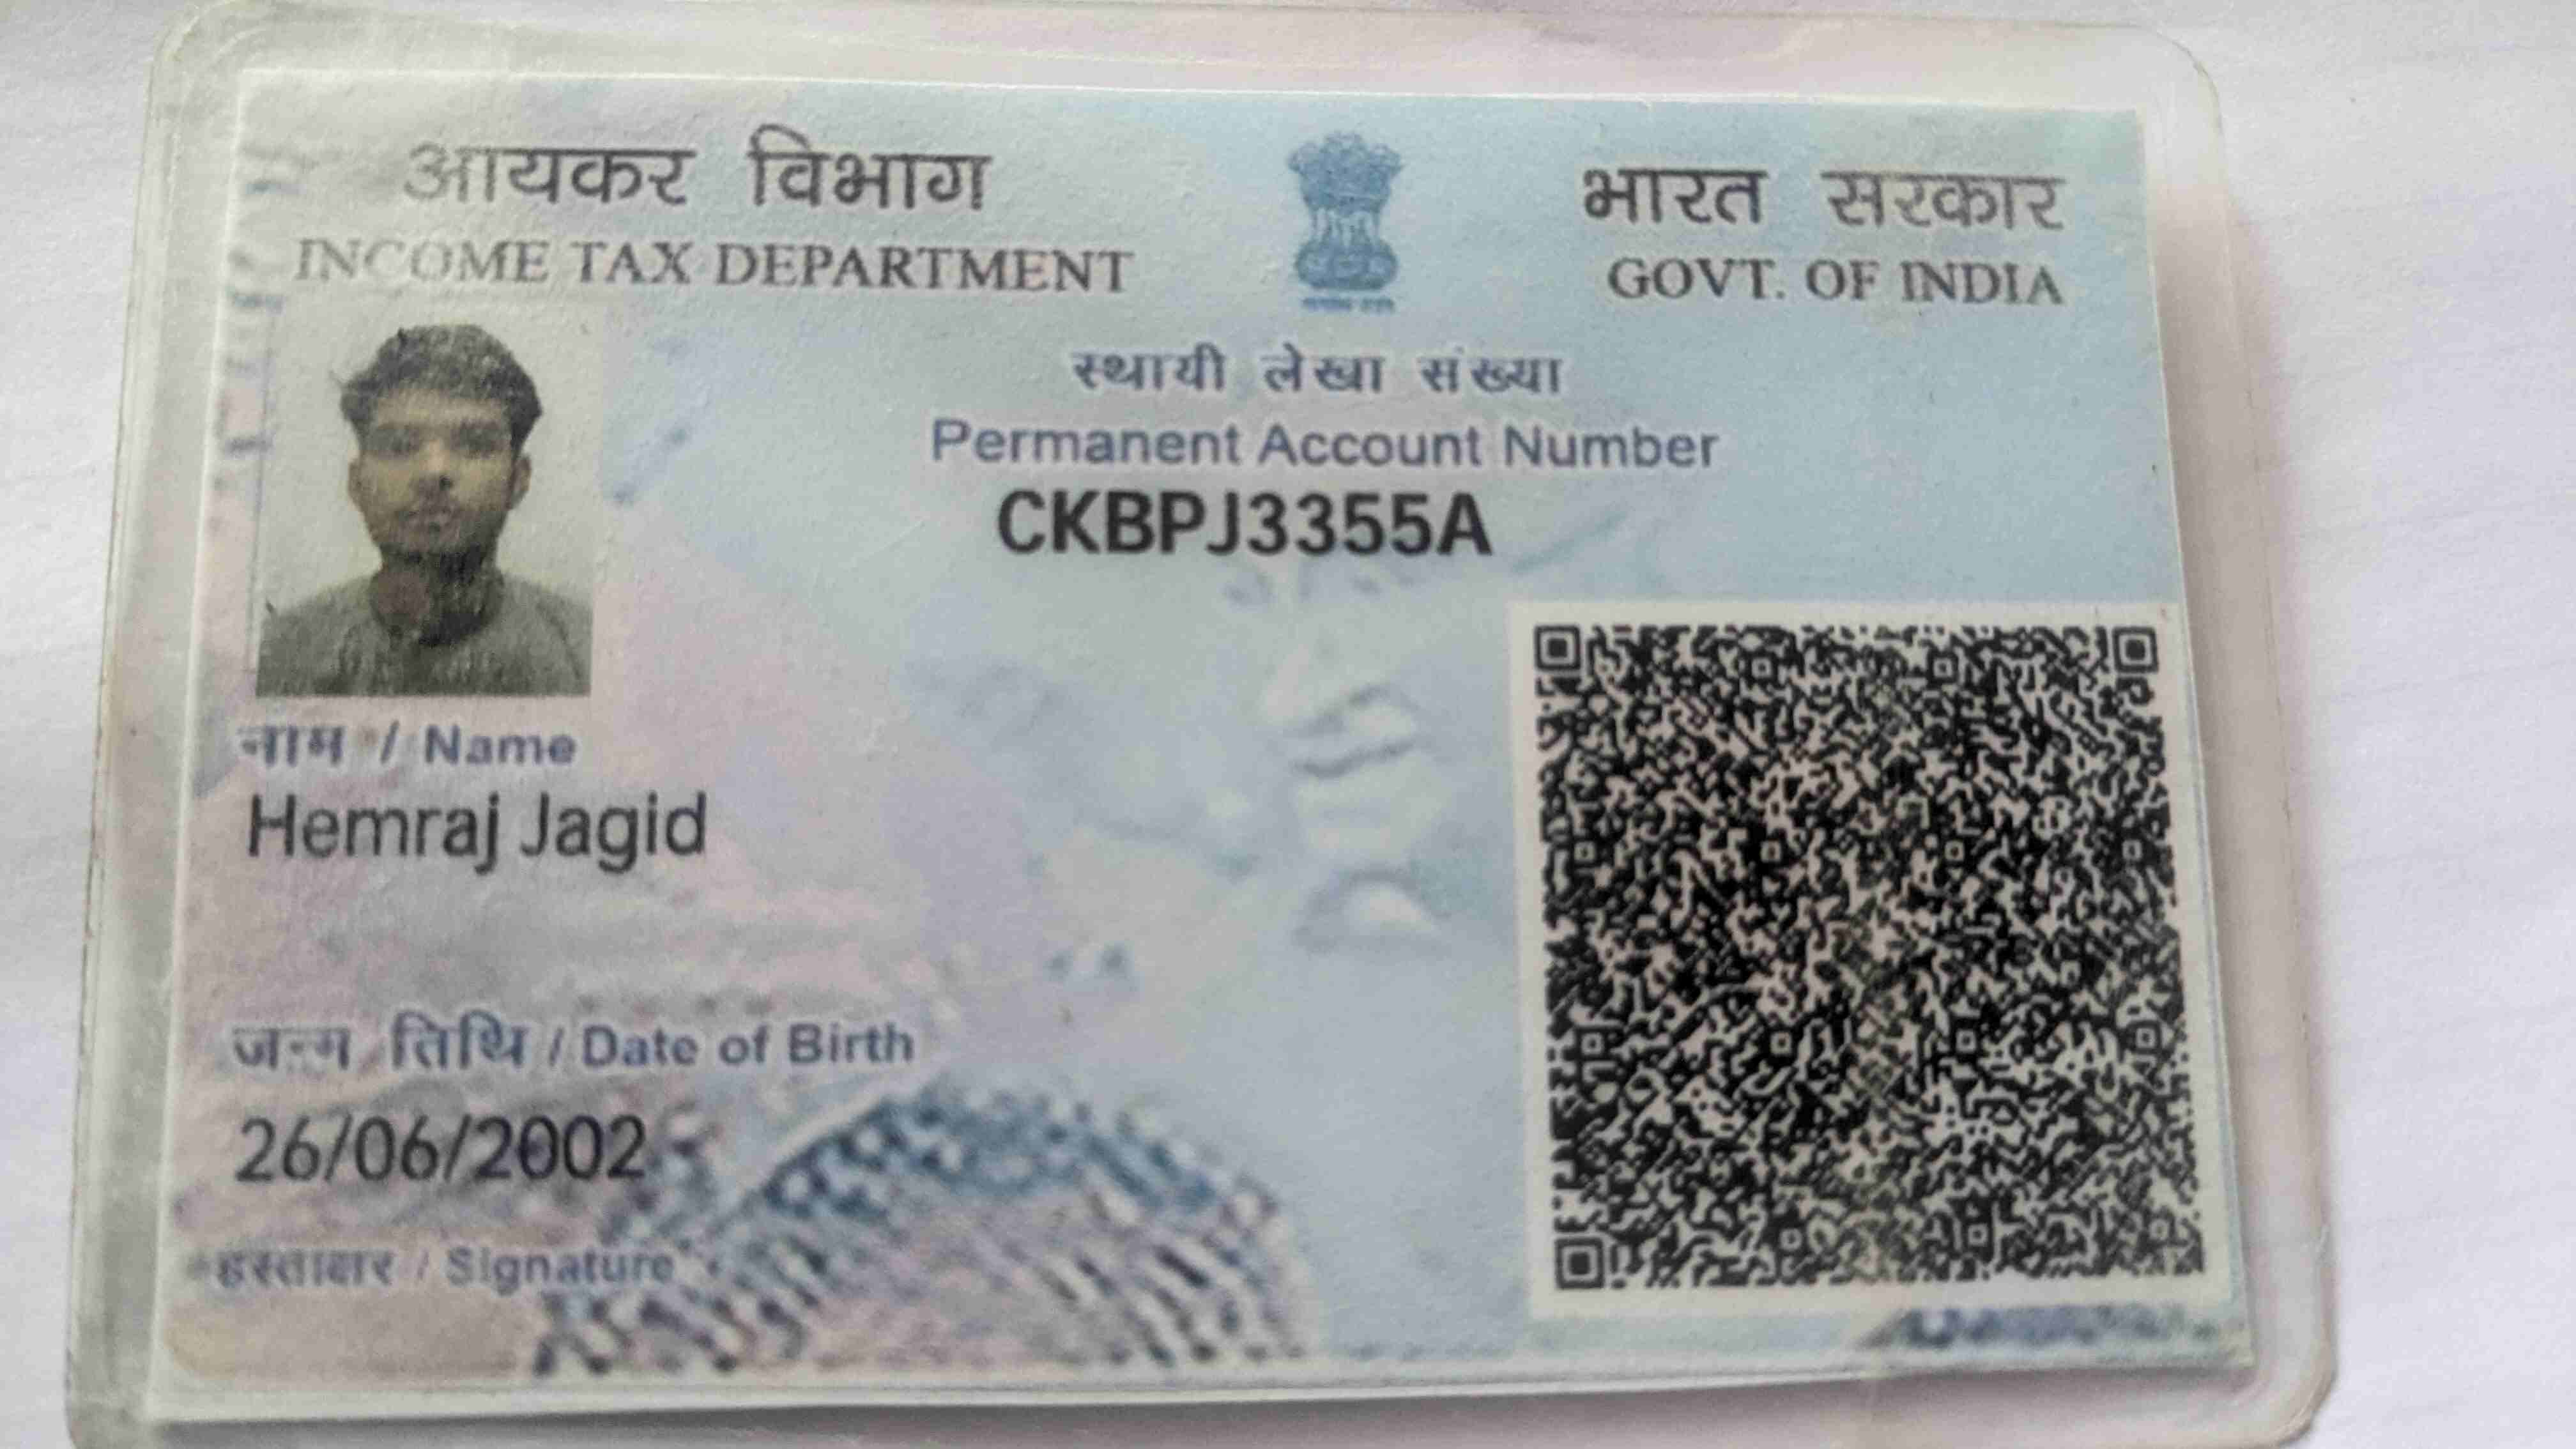 आयकर विभाग
INCOME TAX DEPARTMENT
भारत सरकार
GOVT. OF INDIA
स्थायी लेखा संख्या
Permanent Account Number
CKBPJ3355A
नाम / Name
Hemraj Jagid
जन्म तिथि / Date of Birth
26/06/2002
हस्ताक्षर / Signature